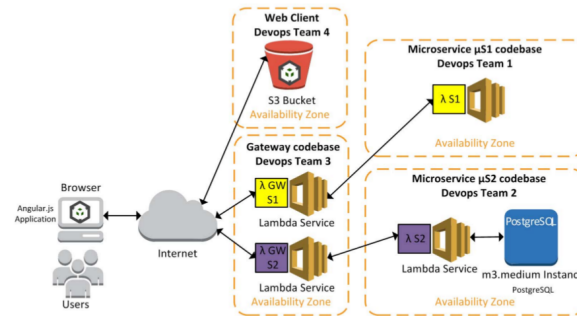 Web Client
Devops Team 4
S3 Bucket
Availability Zone
Microservice μS1 codebase
Devops Team 1
λ S1
Availability Zone
Gateway codebase
Devops Team 3
λ GW
S1
Lambda Service
λ GW
S2
Lambda Service
Availability Zone
Microservice μS2 codebase
Devops Team 2
λ S2
Lambda Service
PostgreSQL
m3.medium Instanc
PostgreSQL
Availability Zone
Browser
Angular.js
Application
Internet
Users